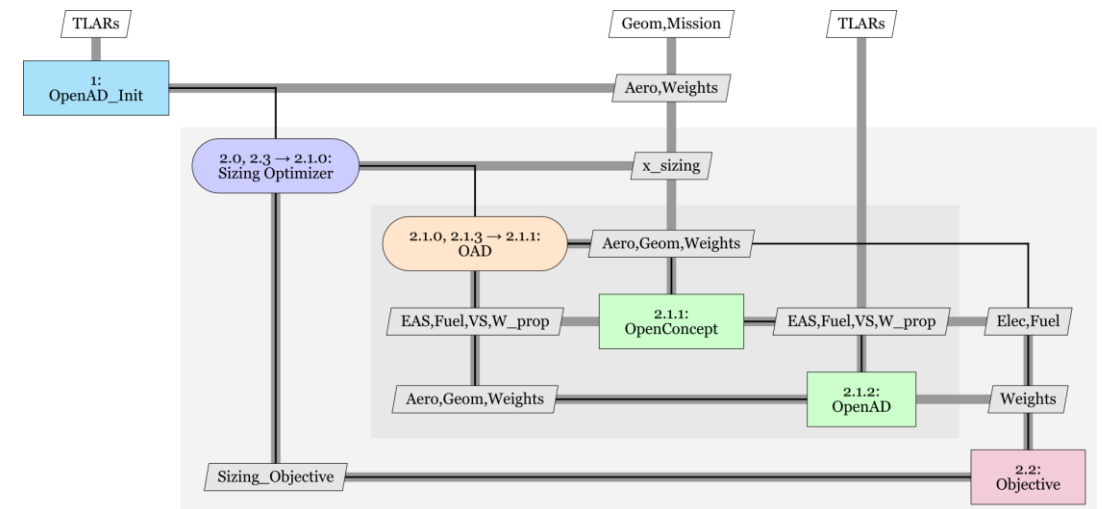 TLARs
Geom,Mission
TLARs
1:
OpenAD_Init
Aero,Weights
2.0, 2.3 → 2.1.0:
Sizing Optimizer
x_sizing
2.1.0, 2.1.3 → 2.1.1:
OAD
Aero,Geom,Weights
EAS,Fuel,VS,W_prop
2.1.1:
OpenConcept
EAS,Fuel,VS,W_prop
Elec,Fuel
Aero,Geom,Weights
2.1.2:
OpenAD
Weights
Sizing_Objective
2.2:
Objective